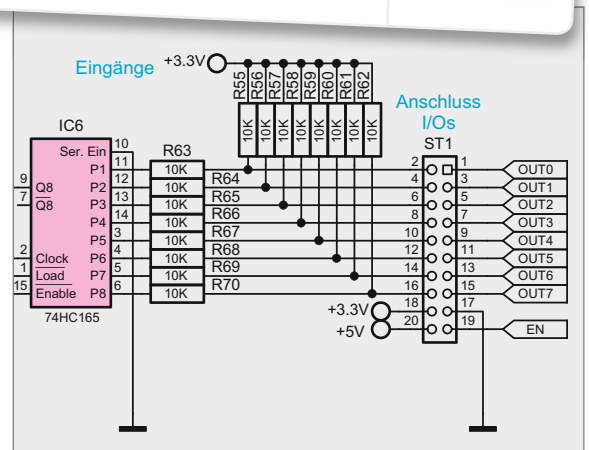 Eingänge
+3.3V
R55
R56
R57
R58
R59
R60
R61
R62
10K
10K
10K
10K
10K
10K
10K
10K
Anschluss
I/Os
ST1
IC6
Ser. Ein
10
P1
11
P2
12
P3
13
P4
14
P5
3
P6
4
P7
5
P8
6
9
Q8
7
Q8
2
Clock
1
Load
15
Enable
74HC165
R63
10K
R64
10K
R65
10K
R66
10K
R67
10K
R68
10K
R69
10K
R70
10K
2
1
OUT0
4
3
OUT1
6
5
OUT2
8
7
OUT3
10
9
OUT4
12
11
OUT5
14
13
OUT6
16
15
OUT7
+3.3V
18
17
+5V
20
19
EN